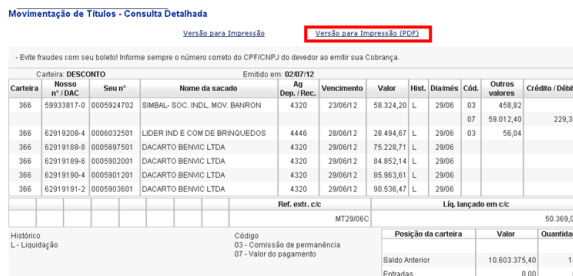 Movimentação de Títulos - Consulta Detalhada
Versão para Impressão Versão para Impressão (PDF)
- Evite fraudes com seu boleto! Informe sempre o número correto do CPF/CNPJ do devedor ao emitir sua Cobrança.
Carteira: DESCONTO Emitido em: 02/07/12
Carteira Nosso n°/DAC Seu n° Nome da sacado Ag Dep./Rec. Vencimento Valor Hist. Dia/mês Cód. Outros valores Crédito / Débit
366 59933817-0 0005924702 SIMBAL- SOC. INDL. MOV. BANRON 4320 23/06/12 58.324,20 L 29/06 03 458,82
07 59.012,40 229,3
366 62919208-4 0006032501 LIDER IND E COM DE BRINQUEDOS 4446 28/06/12 28.494,67 L 29/06 03 56,04
366 62919188-8 0005897501 DACARTO BENVIC LTDA 4320 29/06/12 75.228,71 L 29/06
366 62919189-6 0005902001 DACARTO BENVIC LTDA 4320 29/06/12 84.852,14 L 29/06
366 62919190-4 0005901201 DACARTO BENVIC LTDA 4320 29/06/12 85.963,61 L 29/06
366 62919191-2 0005903601 DACARTO BENVIC LTDA 4320 29/06/12 90.536,47 L 29/06
Ref. extr. c/c Líq. lançado em c/c
MT29/06C 50.369,0
Histórico Código Posição da carteira Valor Quantidad
L - Liquidação 03 - Comissão de permanência
07 - Valor do pagamento
Saldo Anterior 10.603.375,40 1
Entradas 0,00